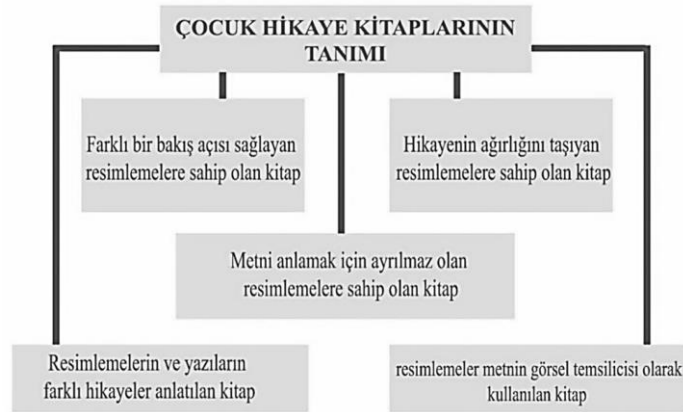 ÇOCUK HİKAYE KİTAPLARININ
TANIMI
Farklı bir bakış açısı sağlayan
resimlemelere sahip olan kitap
Hikayenin ağırlığını taşıyan
resimlemelere sahip olan kitap
Metni anlamak için ayrılmaz olan
resimlemelere sahip olan kitap
Resimlemelerin ve yazıların
farklı hikayeler anlatılan kitap
resimlemeler metnin görsel temsilicisi olarak
kullanılan kitap